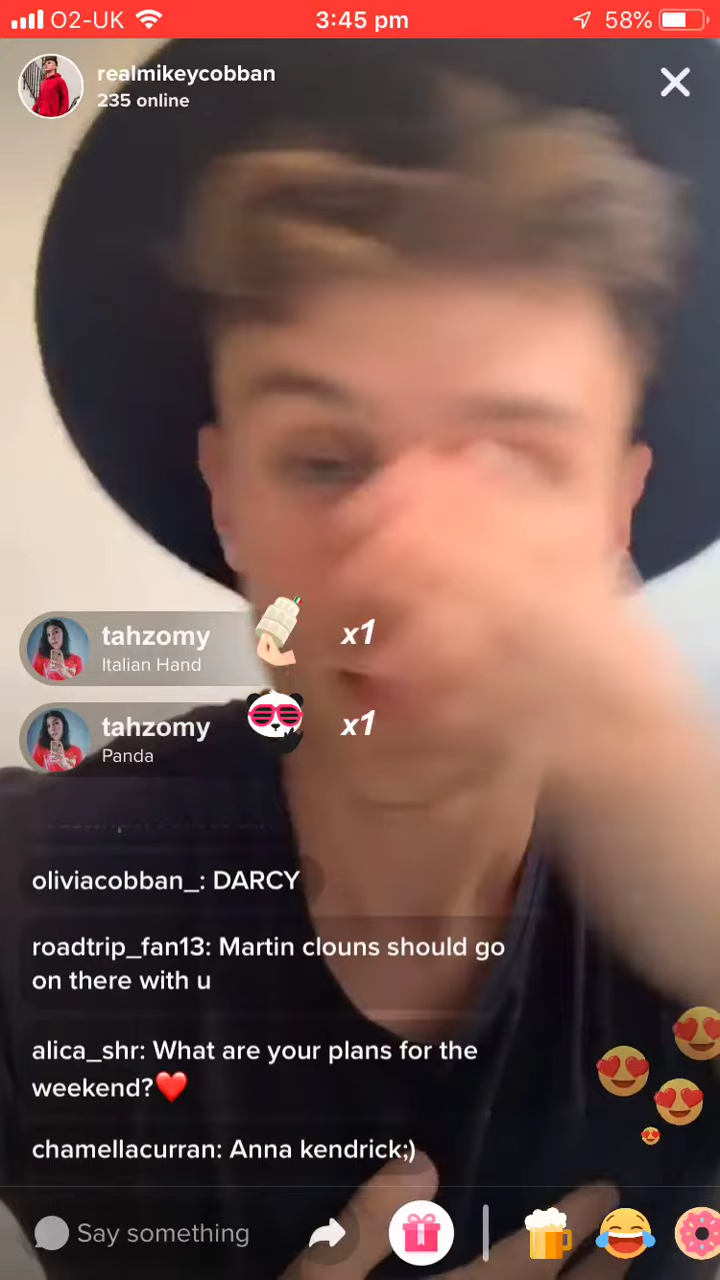 O2-UK
3:45 pm
58%
realmikeycobban
235 online
tahzomy
Italian Hand
x1
tahzomy
Panda
x1
oliviacobban_: DARCY
roadtrip_fan13: Martin clouns should go
on there with u
alica_shr: What are your plans for the
weekend?❤️
chamellacurran: Anna kendrick;)
Say something